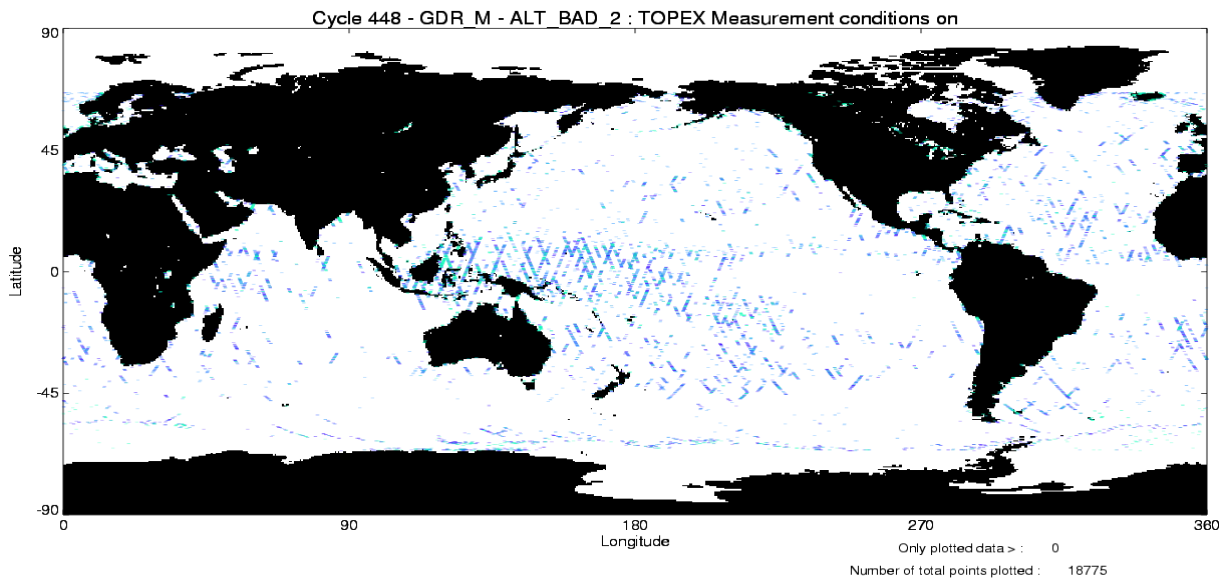 Cycle 448 - GDR_M - ALT_BAD_2 : TOPEX Measurement conditions on
90
45
0
-45
-90
Latitude
0 90 180 270 360
Longitude
Only plotted data > : 0
Number of total points plotted : 18775